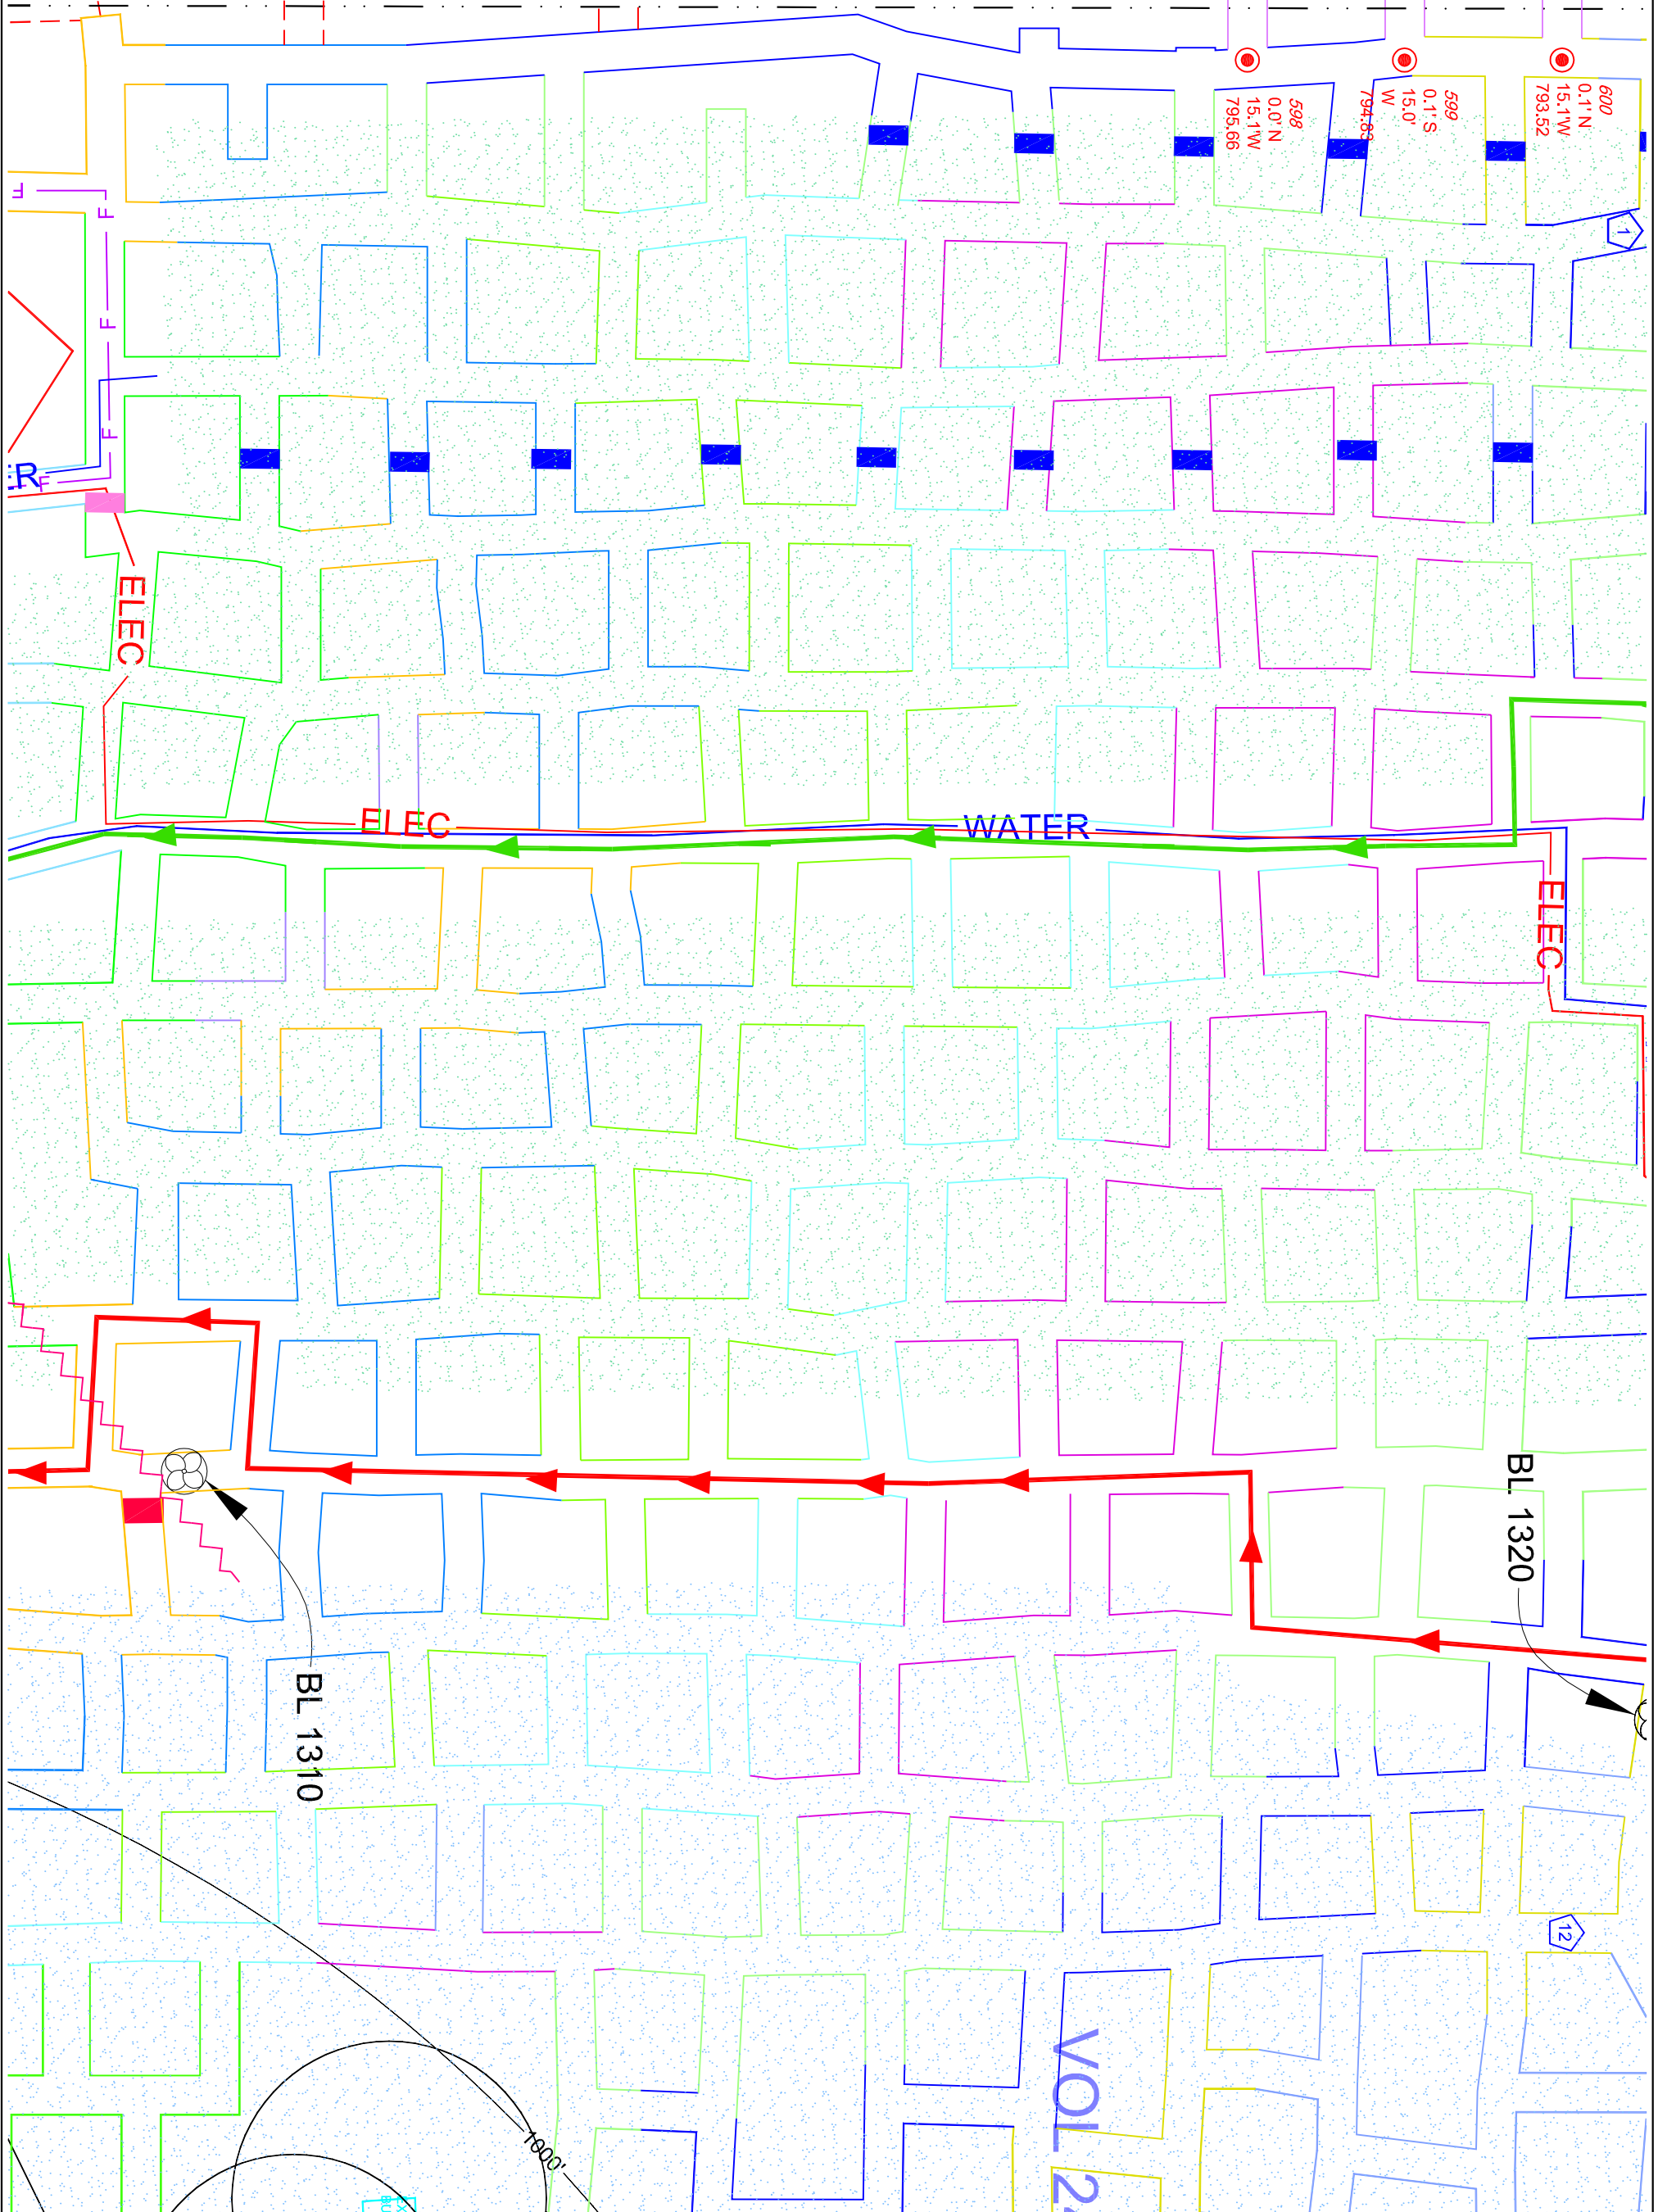 598
0.0' N
15.1'W
795.66
599
0.1' S
15.0'
W
794.83
600
0.1' N
15.1'W
793.52
1
F
F
F
F
F
ER
ELEC
ELEC
WATER
ELEC
BL 1320
BL 1310
12
VOL 2
1000'